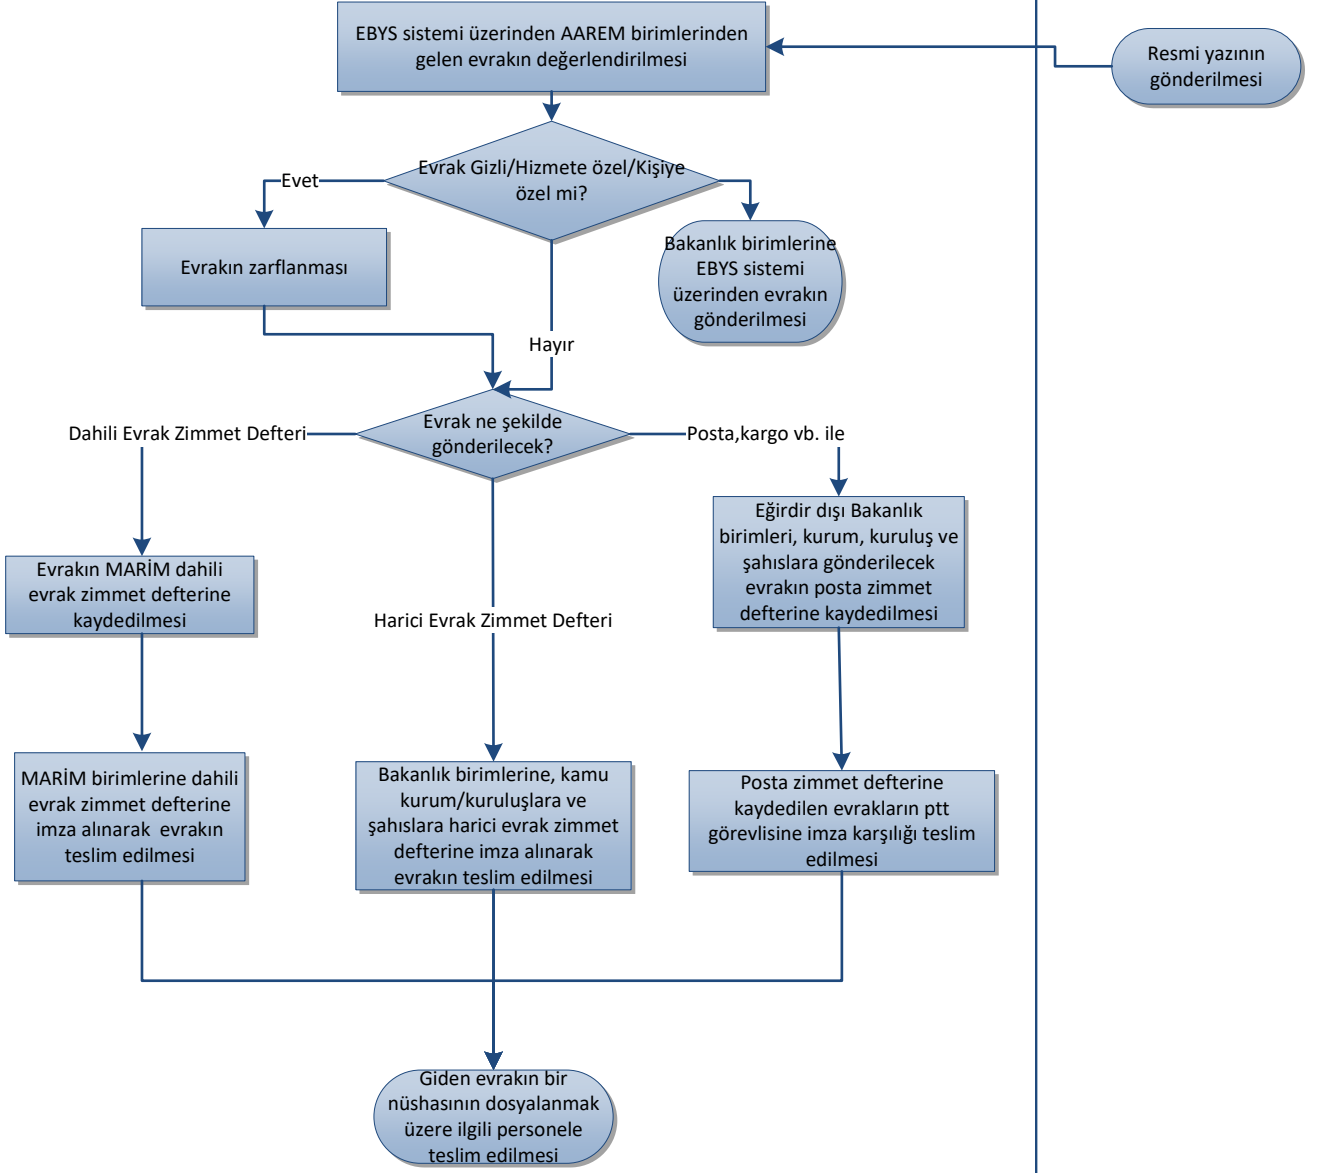 EBYS sistemi üzerinden AAREM birimlerinden
gelen evrakın değerlendirilmesi
Resmi yazının
gönderilmesi
Evrak Gizli/Hizmete özel/Kişiye
özel mi?
Evet
Evrakın zarflanması
Bakanlık birimlerine
EBYS sistemi
üzerinden evrakın
gönderilmesi
Hayır
Evrak ne şekilde
gönderilecek?
Dahili Evrak Zimmet Defteri
Posta,kargo vb. ile
Eğirdir dışı Bakanlık
birimleri, kurum, kuruluş ve
şahıslara gönderilecek
evrakın posta zimmet
defterine kaydedilmesi
Evrakın MARİM dahili
evrak zimmet defterine
kaydedilmesi
Harici Evrak Zimmet Defteri
MARİM birimlerine dahili
evrak zimmet defterine
imza alınarak  evrakın
teslim edilmesi
Bakanlık birimlerine, kamu
kurum/kuruluşlara ve
şahıslara harici evrak zimmet
defterine imza alınarak
evrakın teslim edilmesi
Posta zimmet defterine
kaydedilen evrakların ptt
görevlisine imza karşılığı teslim
edilmesi
Giden evrakın bir
nüshasının dosyalanmak
üzere ilgili personele
teslim edilmesi